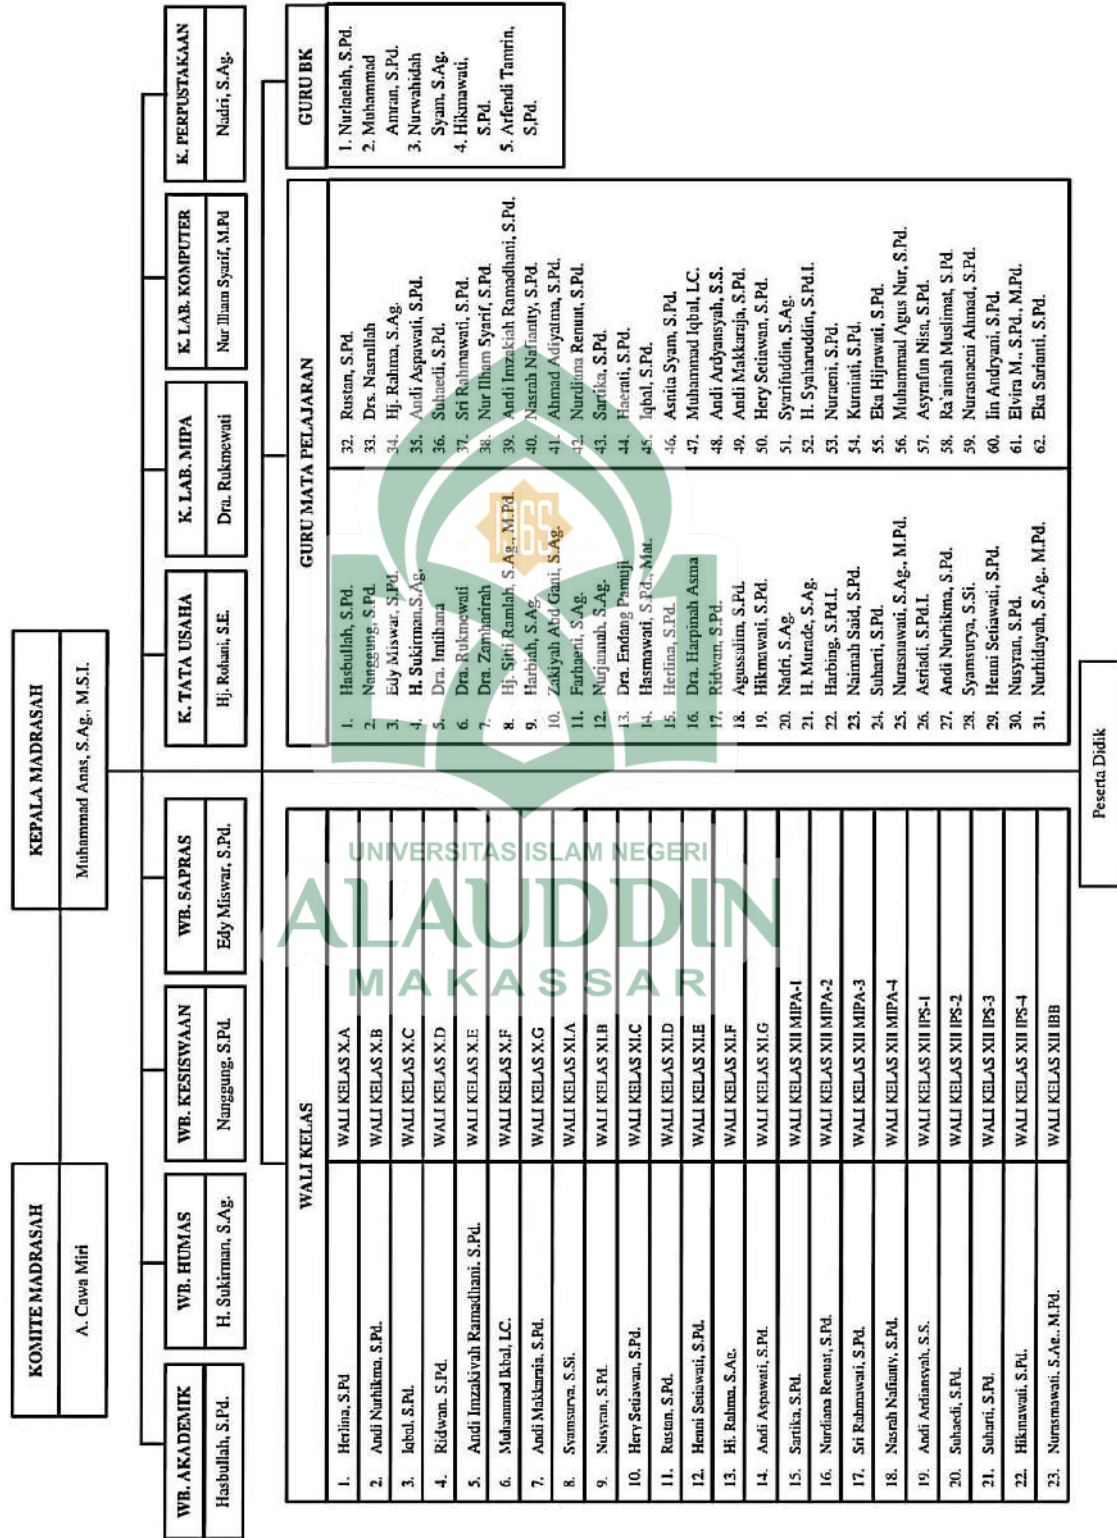 KOMITE MADRASAH
A. Cawa Miri
KEPALA MADRASAH
Muhammad Anas, S.Ag., M.S.I.
WB. AKADEMIK
Hasbullah, S.Pd.
WB. HUMAS
H. Sukirman, S.Ag.
WB. KESISWAAN
Nanggung, S.Pd.
WB. SAPRAS
Edy Miswar, S.Pd.
K. TATA USAHA
Hj. Rohani, S.E.
K. LAB. MIPA
Dra. Rukmewati
K. LAB. KOMPUTER
Nur Ilham Syarif, M.Pd
K. PERPUSTAKAAN
Nadri, S.Ag.
WALI KELAS
1. Herlina, S.Pd WALI KELAS X.A
2. Andi Nurhikma, S.Pd. WALI KELAS X.B
3. Iqbal, S.Pd. WALI KELAS X.C
4. Ridwan. S.Pd. WALI KELAS X.D
5. Andi Imzakiyah Ramadhani. S.Pd. WALI KELAS X.E
6. Muhammad Ikbal, LC. WALI KELAS X.F
7. Andi Makkaraja. S.Pd. WALI KELAS X.G
8. Syamsurya, S.Si. WALI KELAS XI.A
9. Nusyran, S.Pd. WALI KELAS XI.B
10. Hery Setiawan, S.Pd. WALI KELAS XI.C
11. Rustan, S.Pd. WALI KELAS XI.D
12. Henni Setiawati, S.Pd. WALI KELAS XI.E
13. Hj. Rahma, S.Ag. WALI KELAS XI.F
14. Andi Aspawati, S.Pd. WALI KELAS XI.G
15. Sartika, S.Pd. WALI KELAS XII MIPA-1
16. Nurdiana Renuat, S.Pd. WALI KELAS XII MIPA-2
17. Sri Rahmawati, S.Pd. WALI KELAS XII MIPA-3
18. Nasrah Nafianty, S.Pd. WALI KELAS XII MIPA-4
19. Andi Ardiansyah, S.S. WALI KELAS XII IPS-1
20. Suhaedi, S.Pd. WALI KELAS XII IPS-2
21. Suharti, S.Pd. WALI KELAS XII IPS-3
22. Hikmawati, S.Pd. WALI KELAS XII IPS-4
23. Nurasmawati, S.Ag., M.Pd. WALI KELAS XII IBB
GURU MATA PELAJARAN
1. Hasbullah, S.Pd.
2. Nanggung, S.Pd.
3. Edy Miswar, S.Pd.
4. H. Sukirman,S.Ag.
5. Dra. Imtihana
6. Dra. Rukmewati
7. Dra. Zamharirah
8. Hj. Sitti Ramlah, S.Ag., M.Pd.
9. Harbiah, S.Ag.
10. Zakiyah Abd Gani, S.Ag.
11. Farhaeni, S.Ag.
12. Nurjannah, S.Ag.
13. Dra. Endang Pamuji
14. Hasmawati, S.Pd., Mat.
15. Herlina, S.Pd.
16. Dra. Harpinah Asma
17. Ridwan, S.Pd.
18. Agussalim, S.Pd.
19. Hikmawati, S.Pd.
20. Nadri, S.Ag.
21. H. Murade, S.Ag.
22. Harbing, S.Pd.I.
23. Naimah Said, S.Pd.
24. Suharti, S.Pd.
25. Nurasnawati, S.Ag., M.Pd.
26. Asriadi, S.Pd.I.
27. Andi Nurhikma, S.Pd.
28. Syamsurya, S.Si.
29. Henni Setiawati, S.Pd.
30. Nusyran, S.Pd.
31. Nurhidayah, S.Ag., M.Pd.
32. Rustan, S.Pd.
33. Drs. Nasrullah
34. Hj. Rahma, S.Ag.
35. Andi Aspawati, S.Pd.
36. Suhaedi, S.Pd.
37. Sri Rahmawati, S.Pd.
38. Nur Ilham Syarif, S.Pd.
39. Andi Imzakiah Ramadhani, S.Pd.
40. Nasrah Nafiantty, S.Pd.
41. Ahmad Adiyatma, S.Pd.
42. Nurdiana Renuat, S.Pd.
43. Sartika, S.Pd.
44. Haerati, S.Pd.
45. Iqbal, S.Pd.
46. Asnita Syam, S.Pd.
47. Muhammad Iqbal, LC.
48. Andi Ardyansyah, S.S.
49. Andi Makkaraja, S.Pd.
50. Hery Setiawan, S.Pd.
51. Syarifuddin, S.Ag.
52. H. Syaharuddin, S.Pd.I.
53. Nuraeni, S.Pd.
54. Kurniati, S.Pd.
55. Eka Hijrawati, S.Pd.
56. Muhammad Agus Nur, S.Pd.
57. Asyratun Nisa, S.Pd.
58. Ra'ainah Muslimat, S.Pd.
59. Nurasnaeni Ahmad, S.Pd.
60. Iin Andryani, S.Pd.
61. Elvira M., S.Pd., M.Pd.
62. Eka Sarianti, S.Pd.
GURU BK
1. Nurlaelah, S.Pd.
2. Muhammad
Amran, S.Pd.
3. Nurwahidah
Syam, S.Ag.
4. Hikmawati,
S.Pd.
5. Arfendi Tamrin,
S,Pd.
Peserta Didik
UNIVERSITAS ISLAM NEGERI
ALAUDDIN
MAKASSAR